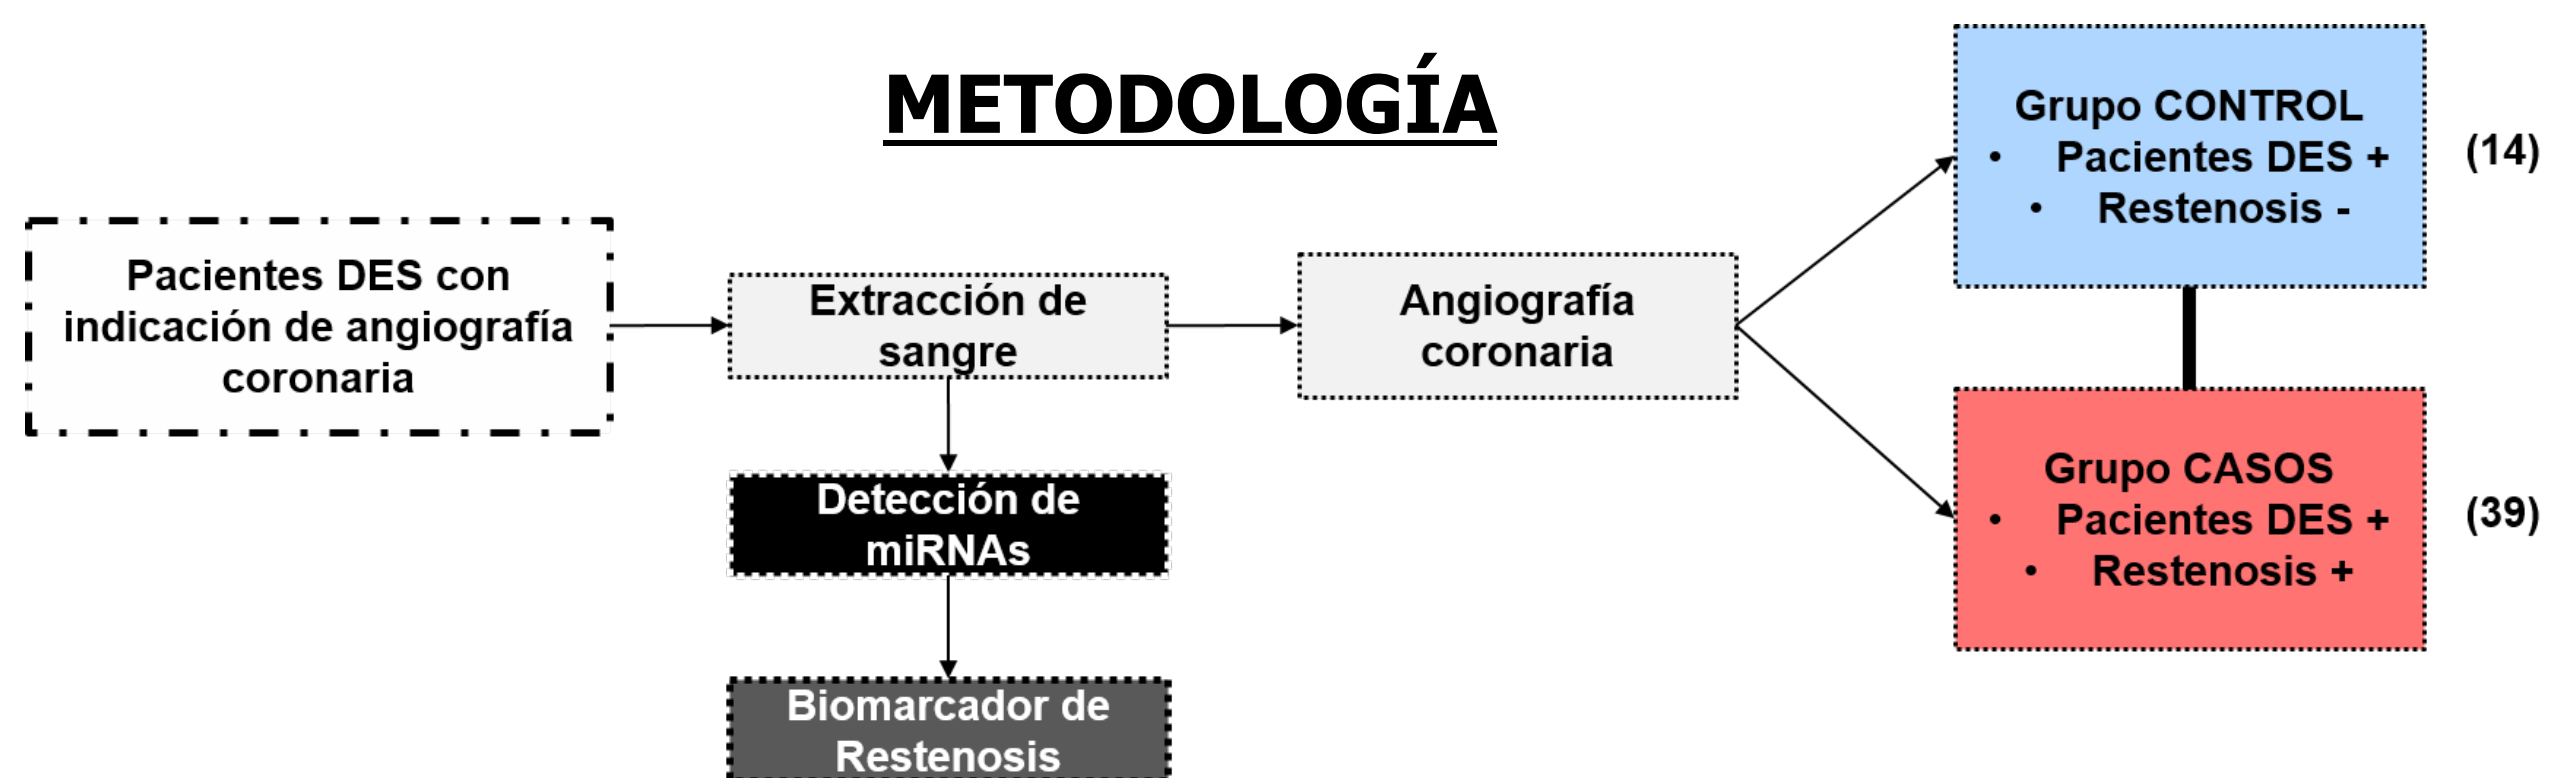 METODOLOGÍA
Pacientes DES con
indicación de angiografía
coronaria
Extracción de
sangre
Detección de
miRNAs
Biomarcador de
Restenosis
Angiografía
coronaria
Grupo CONTROL
• Pacientes DES +
• Restenosis -
(14)
Grupo CASOS
• Pacientes DES +
• Restenosis +
(39)